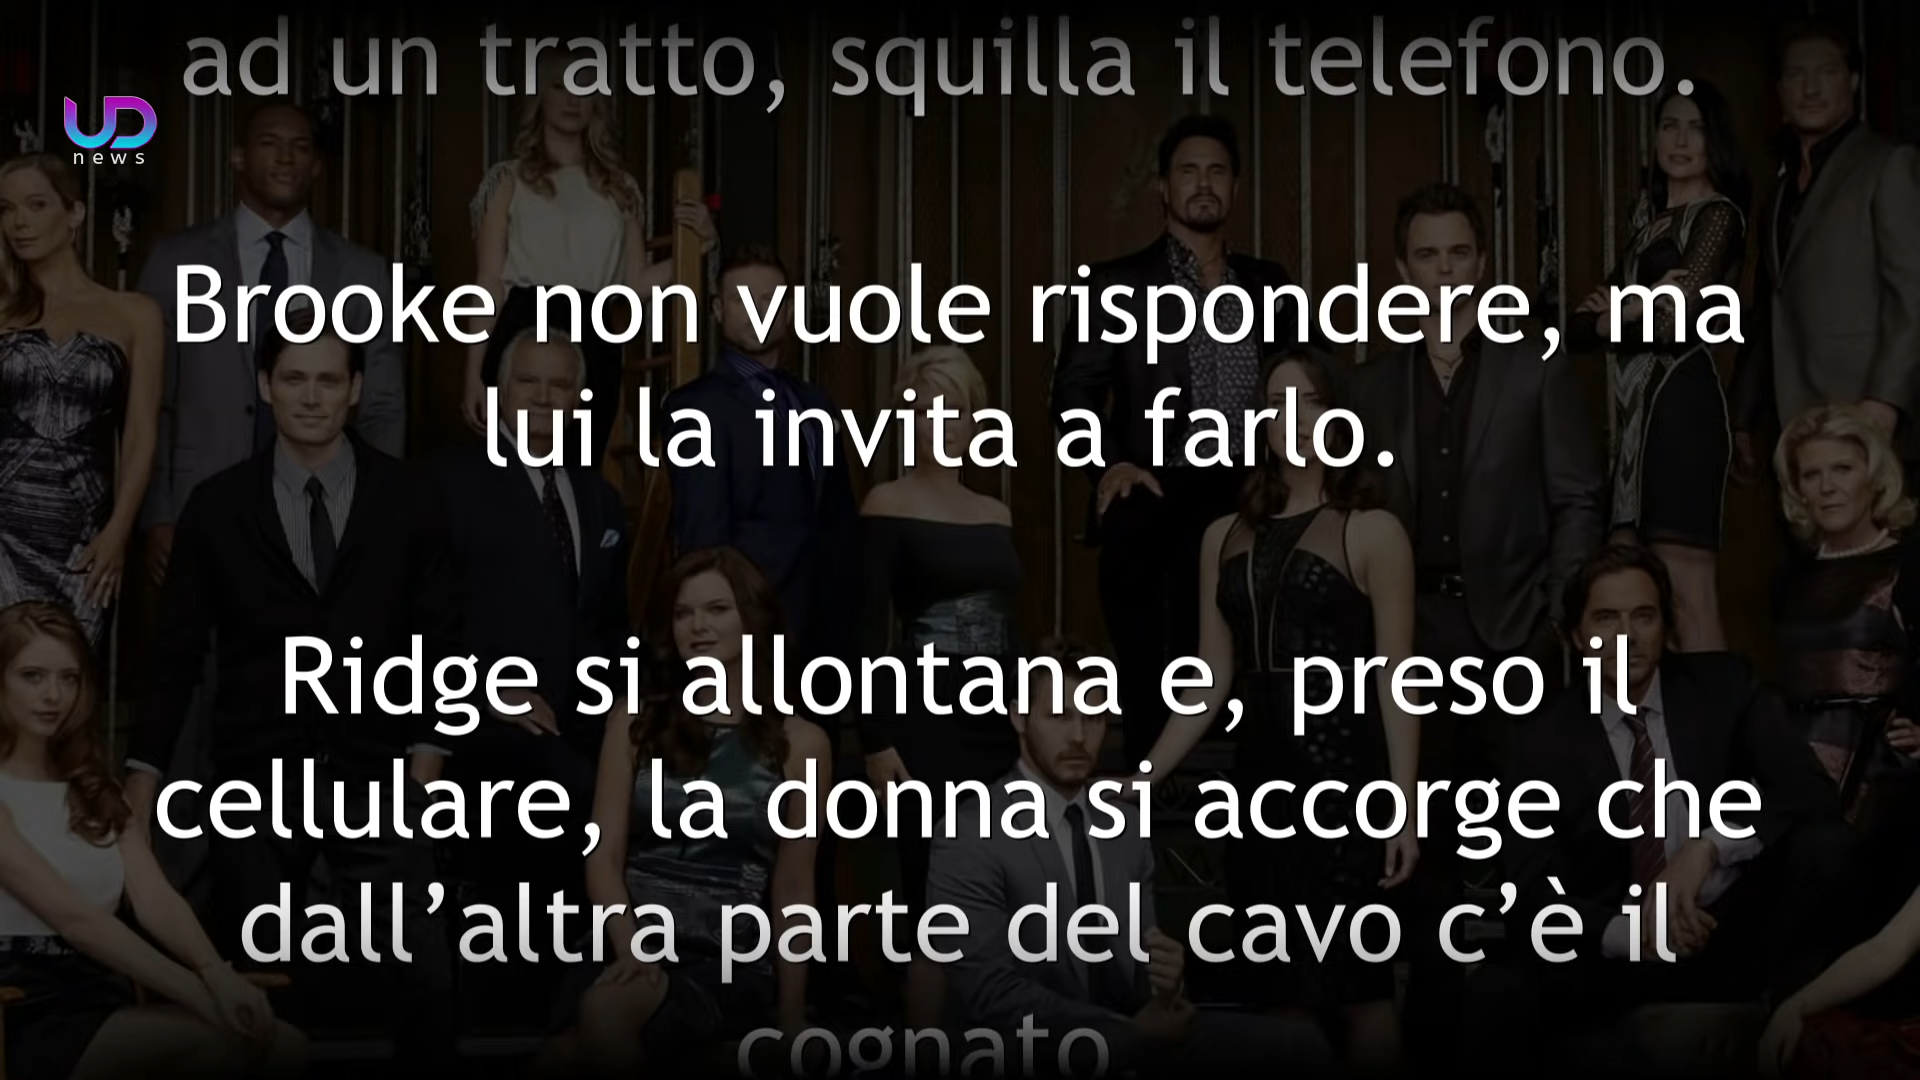 ad un tratto, squilla il telefono.
UD
news
Brooke non vuole rispondere, ma
lui la invita a farlo.
Ridge si allontana e, preso il
cellulare, la donna si accorge che
dall’altra parte del cavo c’è il
cognato.